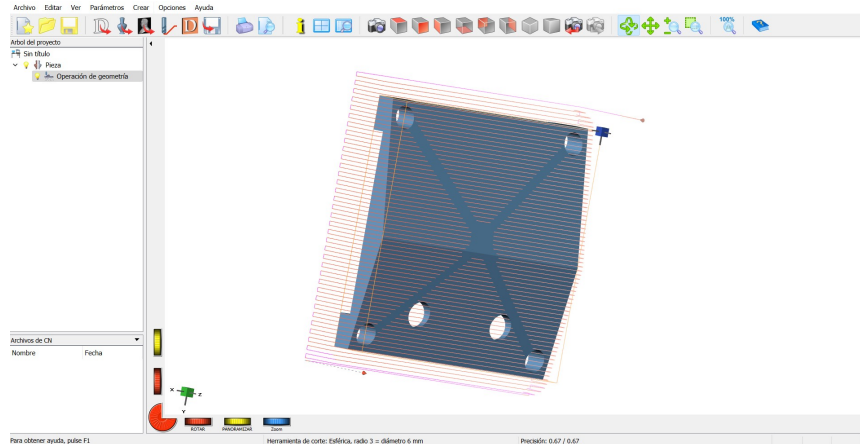 Archivo Editar Ver Parámetros Crear Opciones Ayuda
100%
Arbol del proyecto
Sin título
Pieza
Operación de geometría
Archivos de CN
Nombre Fecha
X
Z
Y
ROTAR PANORAMIZAR Zoom
Para obtener ayuda, pulse F1 Herramienta de corte: Esférica, radio 3 = diámetro 6 mm Precisión: 0.67 / 0.67